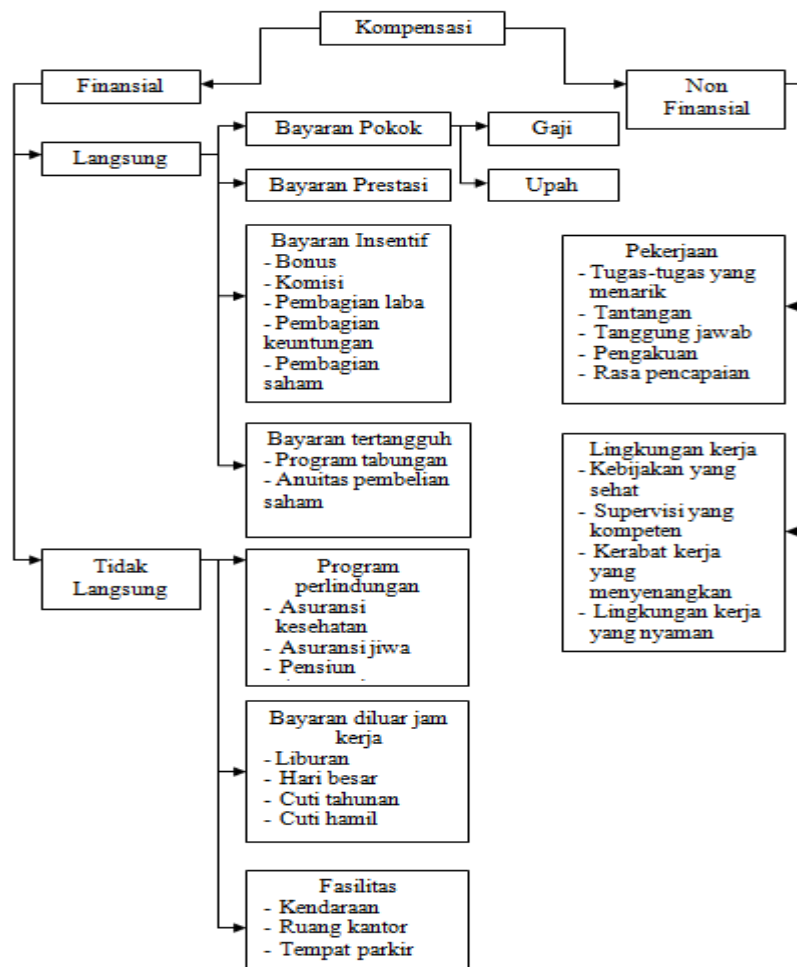 Kompensasi
Finansial
Non
Finansial
Langsung
Bayaran Pokok
Gaji
Upah
Bayaran Prestasi
Bayaran Insentif
- Bonus
- Komisi
- Pembagian laba
- Pembagian
keuntungan
- Pembagian
saham
Bayaran tertangguh
- Program tabungan
- Anuitas pembelian
saham
Tidak
Langsung
Program
perlindungan
- Asuransi
kesehatan
- Asuransi jiwa
- Pensiun
Bayaran diluar jam
kerja
- Liburan
- Hari besar
- Cuti tahunan
- Cuti hamil
Fasilitas
- Kendaraan
- Ruang kantor
- Tempat parkir
Pekerjaan
- Tugas-tugas yang
menarik
- Tantangan
- Tanggung jawab
- Pengakuan
- Rasa pencapaian
Lingkungan kerja
- Kebijakan yang
sehat
- Supervisi yang
kompeten
- Kerabat kerja
yang
menyenangkan
- Lingkungan kerja
yang nyaman